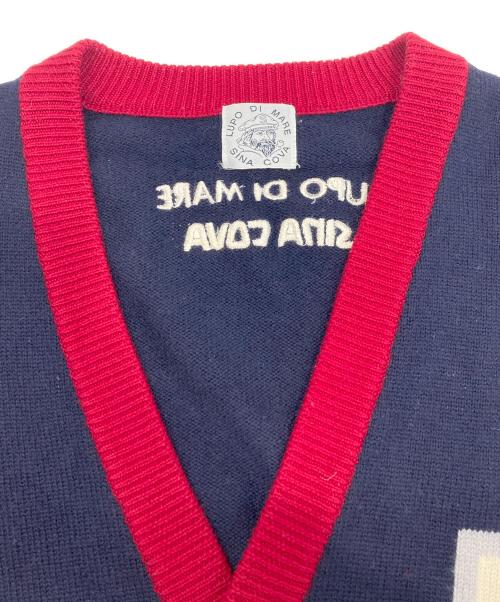 LUPO DI MARE
SINA COVA
UPO DI MARE
SINA COVA